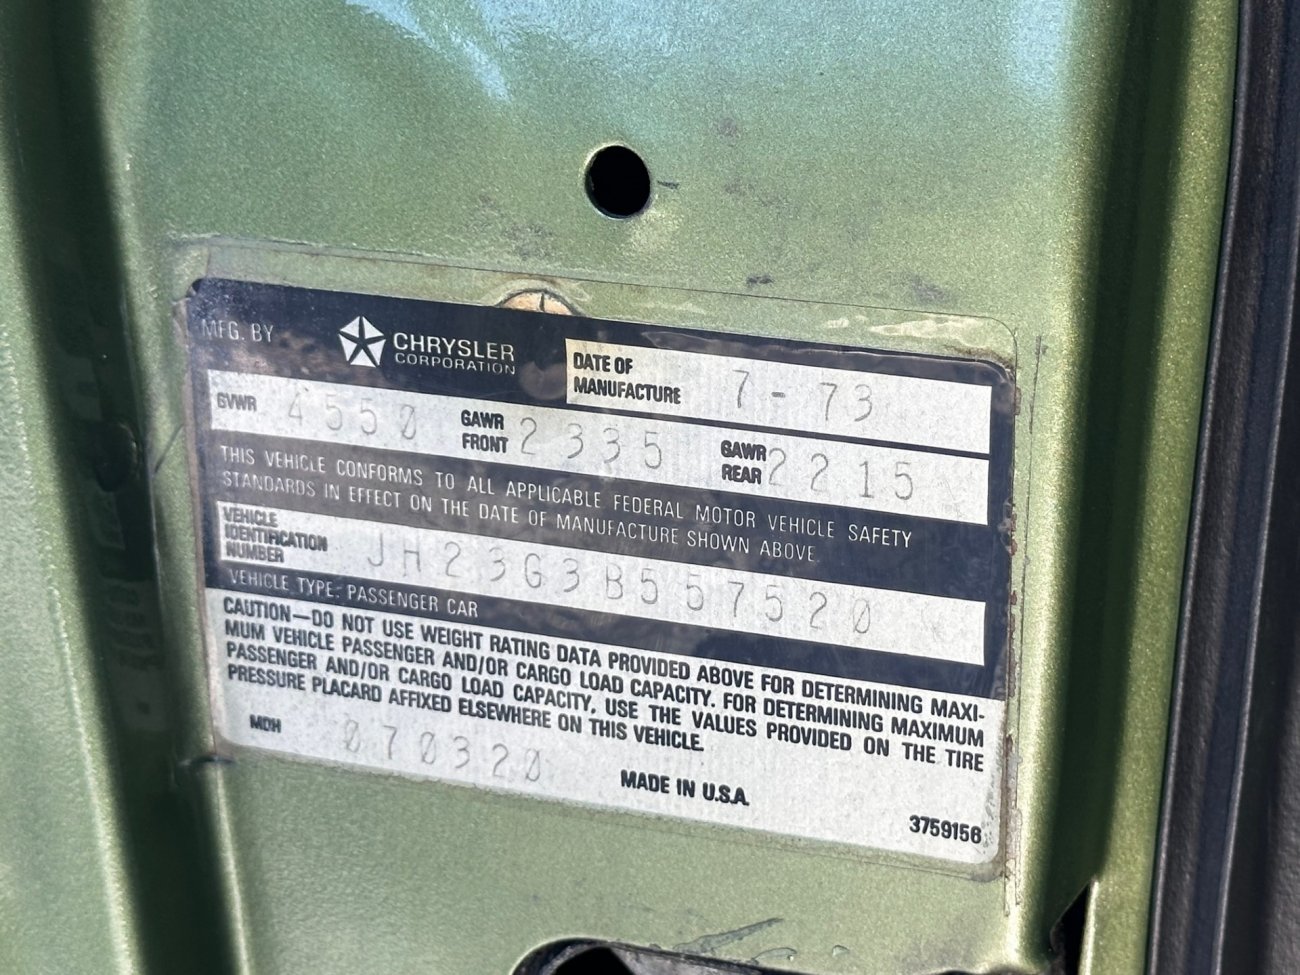 MFG. BY
CHRYSLER
CORPORATION
DATE OF
MANUFACTURE 7-73
GVWR 4550
GAWR
FRONT 2335
GAWR
REAR 2215
THIS VEHICLE CONFORMS TO ALL APPLICABLE FEDERAL MOTOR VEHICLE SAFETY
STANDARDS IN EFFECT ON THE DATE OF MANUFACTURE SHOWN ABOVE.
VEHICLE
IDENTIFICATION
NUMBER JH23G3B557520
VEHICLE TYPE: PASSENGER CAR
CAUTION—DO NOT USE WEIGHT RATING DATA PROVIDED ABOVE FOR DETERMINING MAXI-
MUM VEHICLE PASSENGER AND/OR CARGO LOAD CAPACITY. FOR DETERMINING MAXIMUM
PASSENGER AND/OR CARGO LOAD CAPACITY, USE THE VALUES PROVIDED ON THE TIRE
PRESSURE PLACARD AFFIXED ELSEWHERE ON THIS VEHICLE.
MDH 070320
MADE IN U.S.A.
3759156